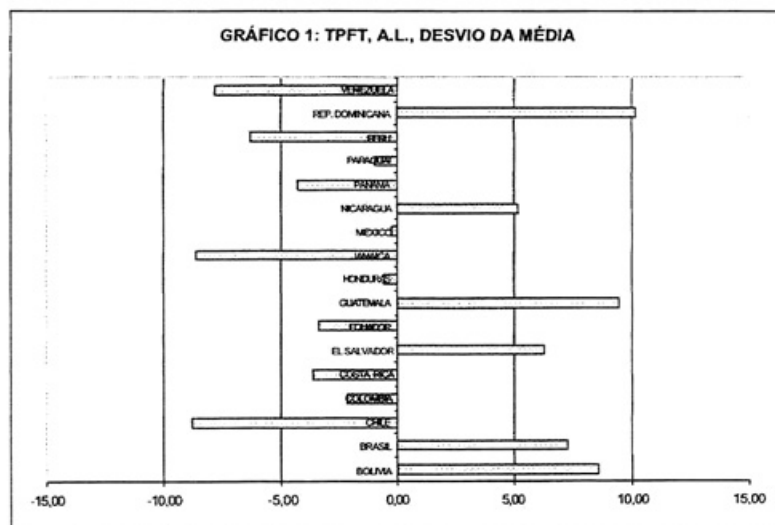 GRÁFICO 1: TPFT, A.L., DESVIO DA MÉDIA
VENEZUELA
REP. DOMINICANA
PERU
PARAGUAY
PANAMA
NICARAGUA
MEXICO
JAMAICA
HONDURAS
GUATEMALA
ECUADOR
EL SALVADOR
COSTA RICA
COLOMBIA
CHILE
BRASIL
BOLIVIA
-15,00 -10,00 -5,00 0,00 5,00 10,00 15,00